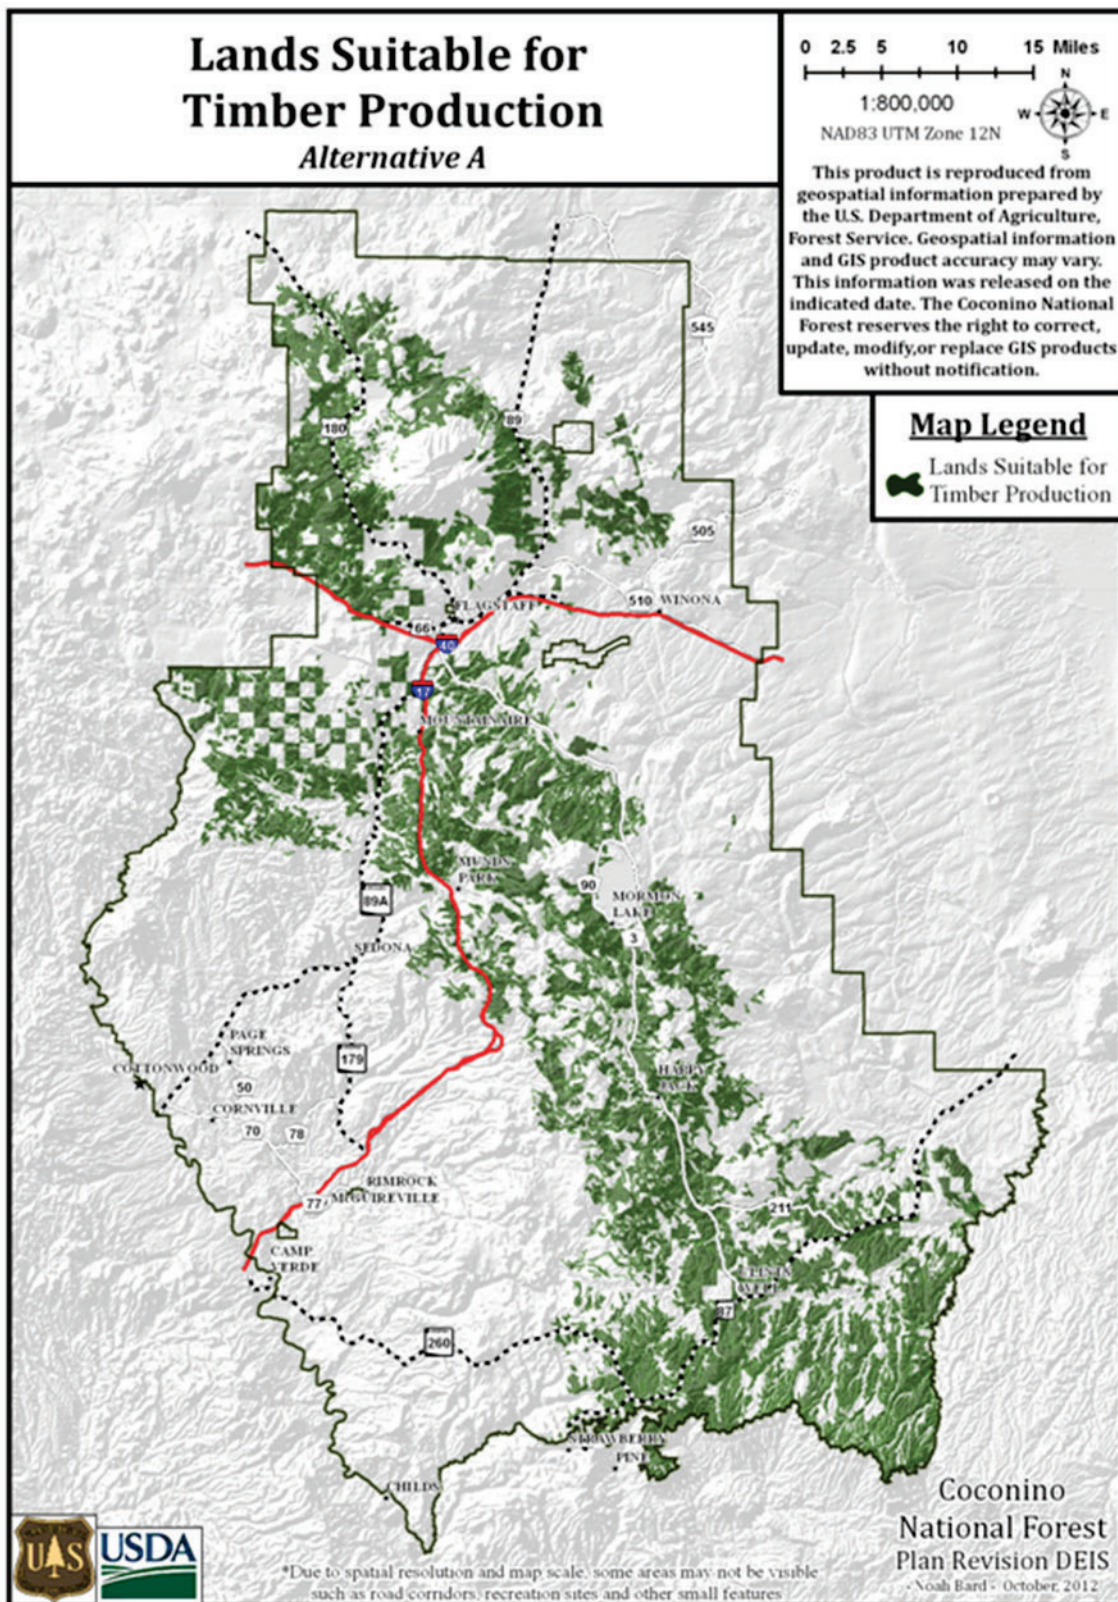 Lands Suitable for
Timber Production
Alternative A
0 2.5 5 10 15 Miles
1:800,000
NAD83 UTM Zone 12N
N
W E
S
This product is reproduced from
geospatial information prepared by
the U.S. Department of Agriculture,
Forest Service. Geospatial information
and GIS product accuracy may vary.
This information was released on the
indicated date. The Coconino National
Forest reserves the right to correct,
update, modify,or replace GIS products
without notification.
Map Legend
Lands Suitable for
Timber Production
545
180
89
505
510 WINONA
FLAGSTAFF
66
40
17
MOUNTAINAIRE
MUNDS
PARK
90
MORMON
LAKE
89A
3
SEDONA
PAGE
SPRINGS
179
COTTONWOOD
50
HAPPY
JACK
CORNVILLE
70 78
RIMROCK
77 MCGUIREVILLE
211
CAMP
VERDE
CLINTS
WELL
87
260
STRAWBERRY
PINE
CHILDS
Coconino
National Forest
Plan Revision DEIS
- Noah Bard - October, 2012
US
USDA
*Due to spatial resolution and map scale, some areas may not be visible
such as road corridors, recreation sites and other small features